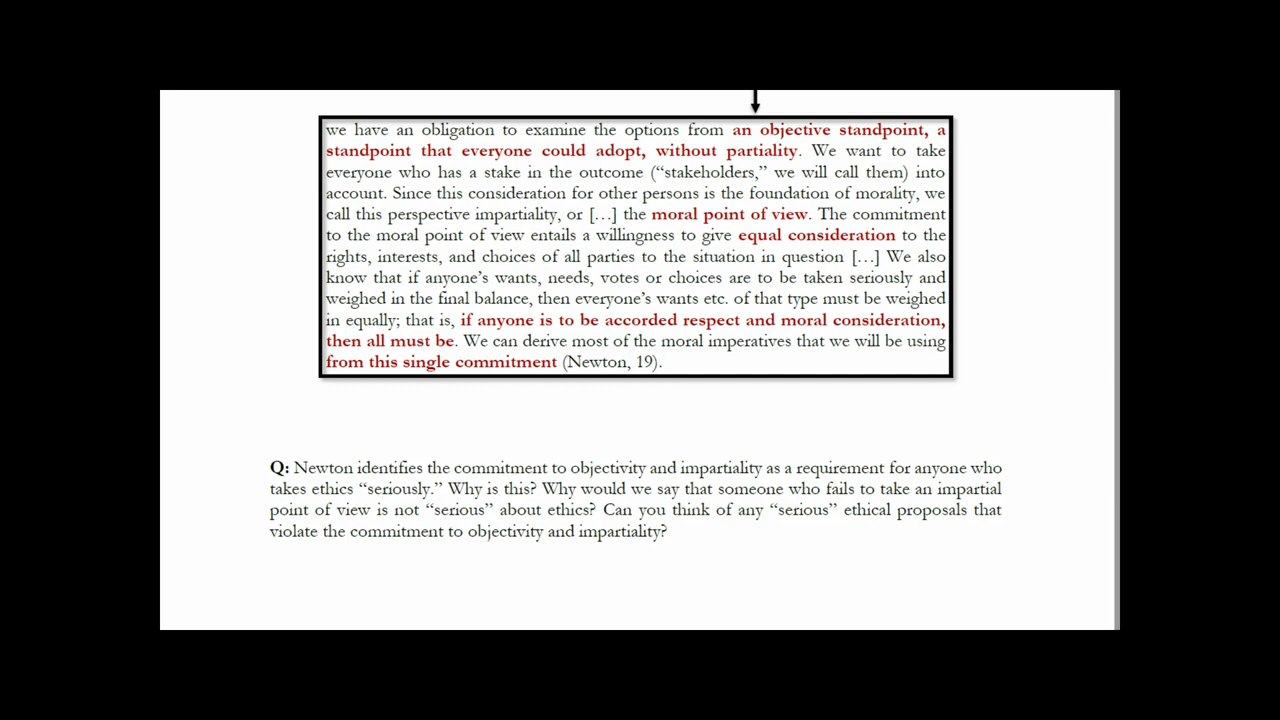 we have an obligation to examine the options from an objective standpoint, a
standpoint that everyone could adopt, without partiality. We want to take
everyone who has a stake in the outcome (“stakeholders,” we will call them) into
account. Since this consideration for other persons is the foundation of morality, we
call this perspective impartiality, or […] the moral point of view. The commitment
to the moral point of view entails a willingness to give equal consideration to the
rights, interests, and choices of all parties to the situation in question […] We also
know that if anyone’s wants, needs, votes or choices are to be taken seriously and
weighed in the final balance, then everyone’s wants etc. of that type must be weighed
in equally; that is, if anyone is to be accorded respect and moral consideration,
then all must be. We can derive most of the moral imperatives that we will be using
from this single commitment (Newton, 19).
Q: Newton identifies the commitment to objectivity and impartiality as a requirement for anyone who
takes ethics “seriously.” Why is this? Why would we say that someone who fails to take an impartial
point of view is not “serious” about ethics? Can you think of any “serious” ethical proposals that
violate the commitment to objectivity and impartiality?